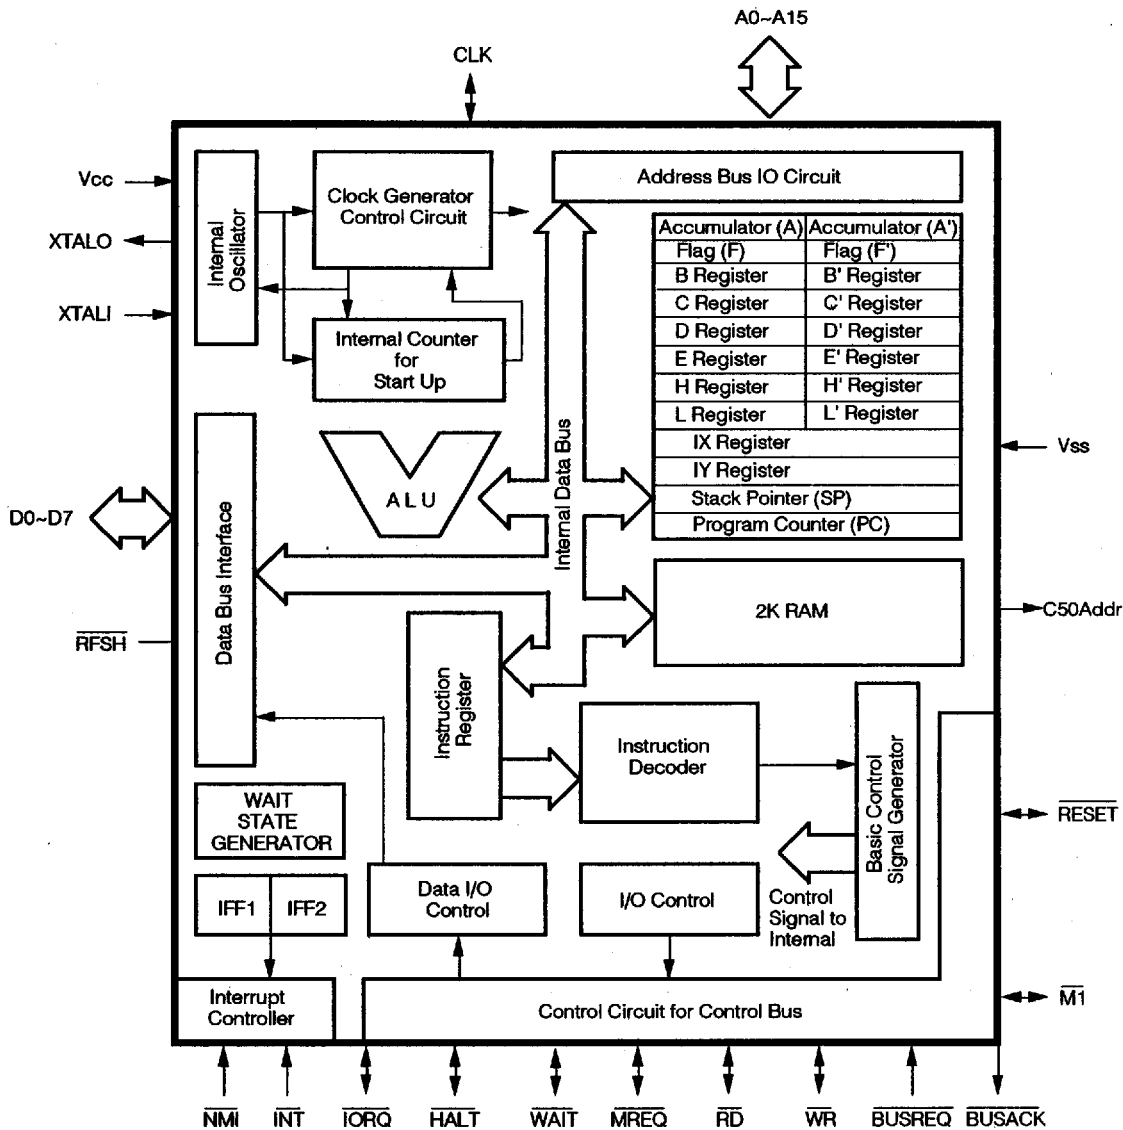 A0~A15
CLK
Vcc
XTALO
XTALI
Internal
Oscillator
Clock Generator
Control Circuit
Internal Counter
for
Start Up
Address Bus IO Circuit
Accumulator (A) Accumulator (A')
Flag (F) Flag (F')
B Register B' Register
C Register C' Register
D Register D' Register
E Register E' Register
H Register H' Register
L Register L' Register
IX Register
IY Register
Stack Pointer (SP)
Program Counter (PC)
Vss
ALU
Internal Data Bus
D0~D7
Data Bus Interface
RFSH
2K RAM
C50Addr
Instruction
Register
Instruction
Decoder
Basic Control
Signal Generator
WAIT
STATE
GENERATOR
RESET
IFF1 IFF2
Data I/O
Control
I/O Control
Control
Signal to
Internal
Interrupt
Controller
Control Circuit for Control Bus
M1
NMI INT IORQ HALT WAIT MREQ RD WR BUSREQ BUSACK